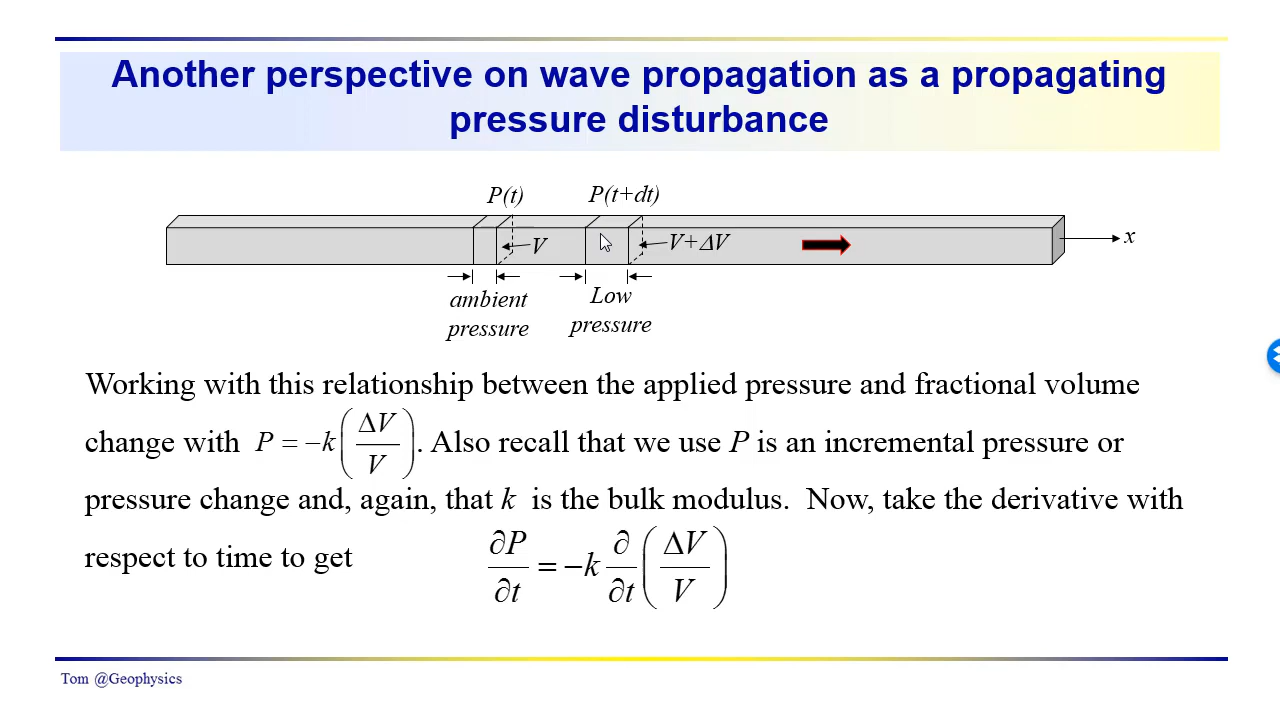 Another perspective on wave propagation as a propagating
pressure disturbance
P(t) P(t+dt)
V V+ΔV x
ambient Low
pressure pressure
Working with this relationship between the applied pressure and fractional volume
change with P = −k(ΔV/V). Also recall that we use P is an incremental pressure or
pressure change and, again, that k is the bulk modulus. Now, take the derivative with
respect to time to get ∂P/∂t = −k ∂/∂t (ΔV/V)
Tom @Geophysics